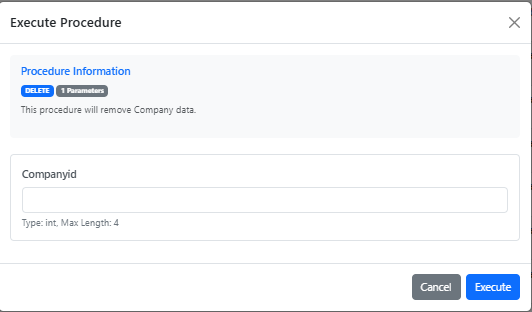 Execute Procedure
Procedure Information
DELETE 1 Parameters
This procedure will remove Company data.
Companyid
Type: int, Max Length: 4
Cancel Execute